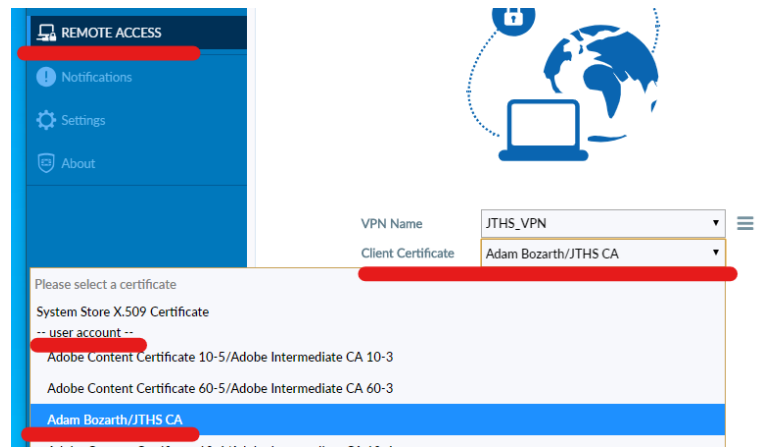 REMOTE ACCESS
Notifications
Settings
About
VPN Name JTHS_VPN
Client Certificate Adam Bozarth/JTHS CA
Please select a certificate
System Store X.509 Certificate
-- user account --
Adobe Content Certificate 10-5/Adobe Intermediate CA 10-3
Adobe Content Certificate 60-5/Adobe Intermediate CA 60-3
Adam Bozarth/JTHS CA